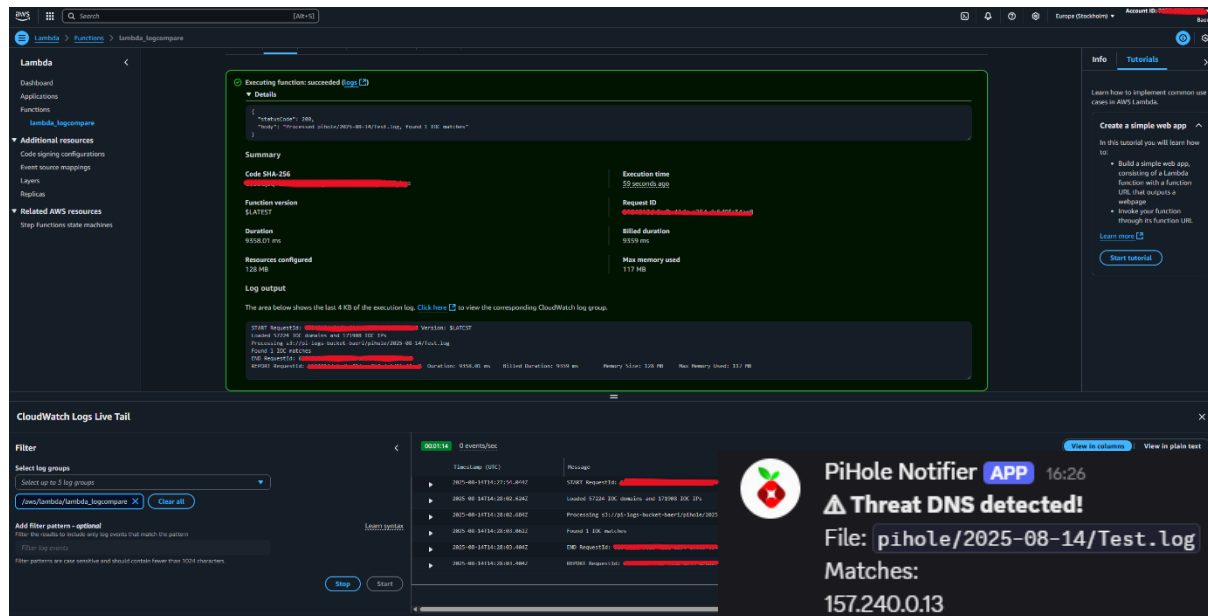 aws
Search
[Alt+S]
Europe (Stockholm)
Account ID:
Lambda > Functions > lambda_logcompare
Lambda
Dashboard
Applications
Functions
lambda_logcompare
Additional resources
Code signing configurations
Event source mappings
Layers
Replicas
Related AWS resources
Step Functions state machines
Executing function: succeeded (logs)
Details
{
"statusCode": 200,
"body": "Processed pihole/2025-08-14/Test.log, Found 1 IOC matches"
}
Summary
Code SHA-256
Execution time
59 seconds ago
Function version
$LATEST
Request ID
Duration
9358.01 ms
Billed duration
9359 ms
Resources configured
128 MB
Max memory used
117 MB
Log output
The area below shows the last 4 KB of the execution log. Click here to view the corresponding CloudWatch log group.
START RequestId: Version: $LATEST
Loaded 57224 IOC domains and 171908 IOC IPs
Processing s3://pi-logs-bucket-baeri/pihole/2025-08-14/Test.log
Found 1 IOC matches
END RequestId:
REPORT RequestId: Duration: 9358.01 ms Billed Duration: 9359 ms Memory Size: 128 MB Max Memory Used: 117 MB
Info Tutorials
Learn how to implement common use
cases in AWS Lambda.
Create a simple web app
In this tutorial you will learn how
to:
• Build a simple web app,
consisting of a Lambda
function with a function
URL that outputs a
webpage
• Invoke your function
through its function URL
Learn more
Start tutorial
CloudWatch Logs Live Tail
Filter
Select log groups
Select up to 5 log groups
/aws/lambda/lambda_logcompare
Clear all
Add filter pattern - optional
Learn syntax
Filter the results to include only log events that match the pattern
Filter log events
Filter patterns are case sensitive and should contain fewer than 1024 characters.
Stop
Start
00:01:14 0 events/sec
View in columns
View in plain text
Timestamp (UTC) Message
START RequestId:
Loaded 57224 IOC domains and 171908 IOC IPs
Processing s3://pi-logs-bucket-baeri/pihole/2025
Found 1 IOC matches
END RequestId:
REPORT RequestId:
PiHole Notifier APP 16:26
⚠ Threat DNS detected!
File: pihole/2025-08-14/Test.log
Matches:
157.240.0.13